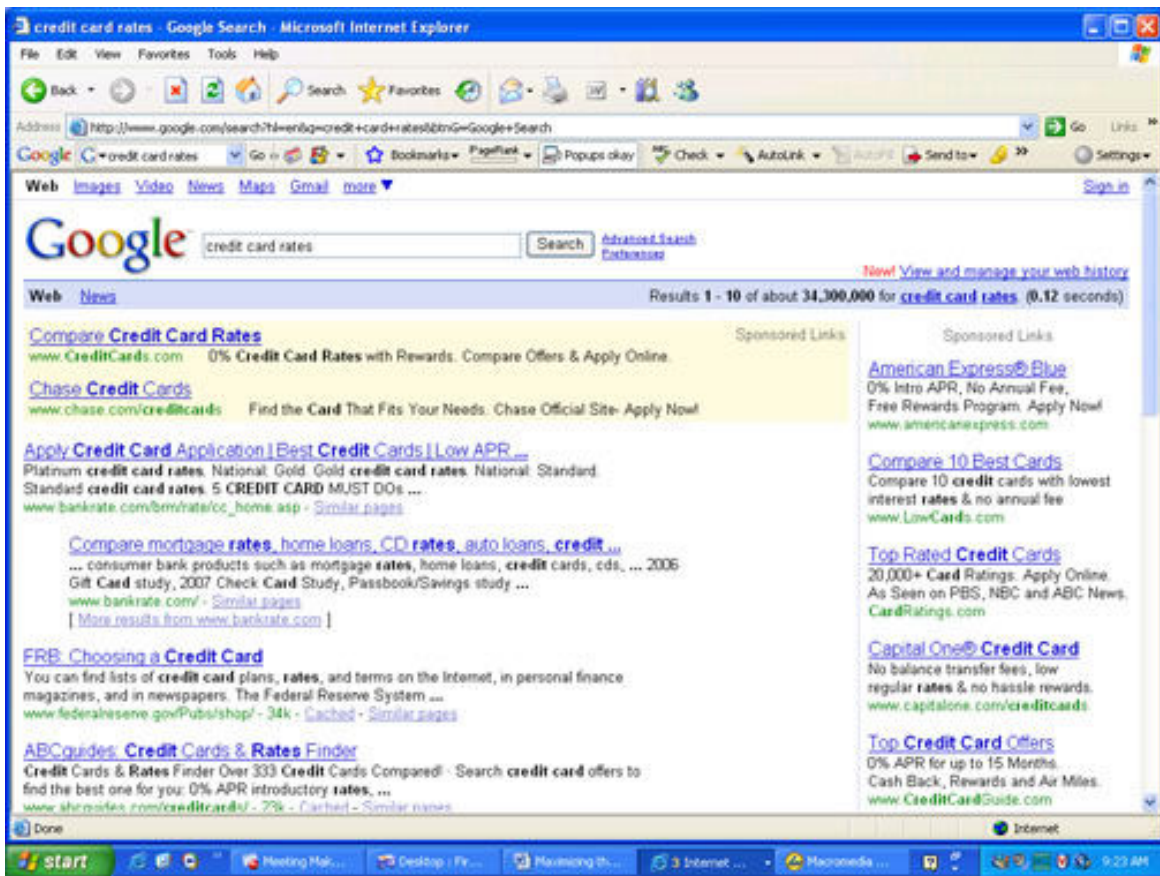 credit card rates - Google Search - Microsoft Internet Explorer
File Edit View Favorites Tools Help
Back Search Favorites
Address http://www.google.com/search?hl=en&q=credit+card+rates&btnG=Google+Search Go Links
Google credit card rates Go Bookmarks PageRank Popups okay Check AutoLink AutoFill Send to Settings
Web Images Video News Maps Gmail more Sign in
Google credit card rates Search Advanced Search
Preferences
New! View and manage your web history
Web News Results 1 - 10 of about 34,300,000 for credit card rates. (0.12 seconds)
Compare Credit Card Rates Sponsored Links
www.CreditCards.com 0% Credit Card Rates with Rewards. Compare Offers & Apply Online.
Chase Credit Cards
www.chase.com/creditcards Find the Card That Fits Your Needs. Chase Official Site- Apply Now!
Apply Credit Card Application | Best Credit Cards | Low APR ...
Platinum credit card rates. National: Gold. Gold credit card rates. National: Standard.
Standard credit card rates. 5 CREDIT CARD MUST DOs ...
www.bankrate.com/brm/rate/cc_home.asp - Similar pages
Compare mortgage rates, home loans, CD rates, auto loans, credit ...
... consumer bank products such as mortgage rates, home loans, credit cards, cds, ... 2006
Gift Card study, 2007 Check Card Study, Passbook/Savings study ...
www.bankrate.com/ - Similar pages
[ More results from www.bankrate.com ]
FRB: Choosing a Credit Card
You can find lists of credit card plans, rates, and terms on the Internet, in personal finance
magazines, and in newspapers. The Federal Reserve System ...
www.federalreserve.gov/Pubs/shop/ - 34k - Cached - Similar pages
ABCguides: Credit Cards & Rates Finder
Credit Cards & Rates Finder Over 333 Credit Cards Compared! · Search credit card offers to
find the best one for you: 0% APR introductory rates, ...
www.abcguides.com/creditcards/ - 23k - Cached - Similar pages
Sponsored Links
American Express® Blue
0% Intro APR, No Annual Fee,
Free Rewards Program. Apply Now!
www.americanexpress.com
Compare 10 Best Cards
Compare 10 credit cards with lowest
interest rates & no annual fee
www.LowCards.com
Top Rated Credit Cards
20,000+ Card Ratings. Apply Online.
As Seen on PBS, NBC and ABC News.
CardRatings.com
Capital One® Credit Card
No balance transfer fees, low
regular rates & no hassle rewards.
www.capitalone.com/creditcards
Top Credit Card Offers
0% APR for up to 15 Months.
Cash Back, Rewards and Air Miles.
www.CreditCardGuide.com
Done Internet
start Meeting Mak... Desktop : Fir... Maximizing th... 3 Internet ... Macromedia ... 9:23 AM